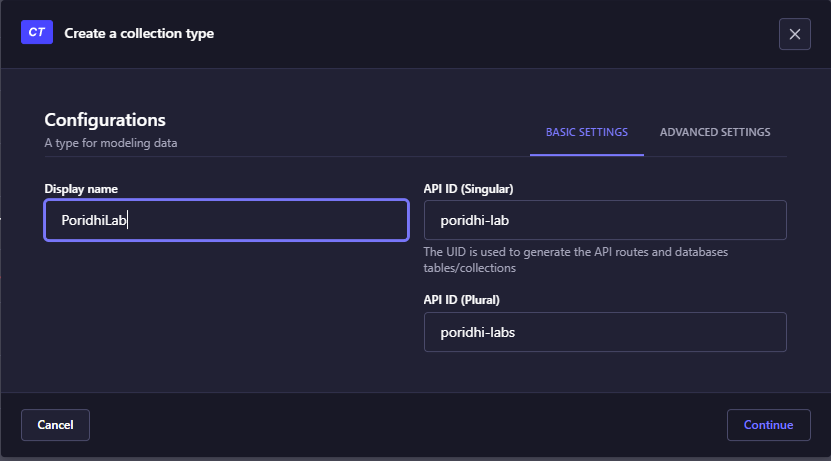 CT Create a collection type
Configurations
A type for modeling data
BASIC SETTINGS ADVANCED SETTINGS
Display name
PoridhiLab
API ID (Singular)
poridhi-lab
The UID is used to generate the API routes and databases
tables/collections
API ID (Plural)
poridhi-labs
Cancel
Continue